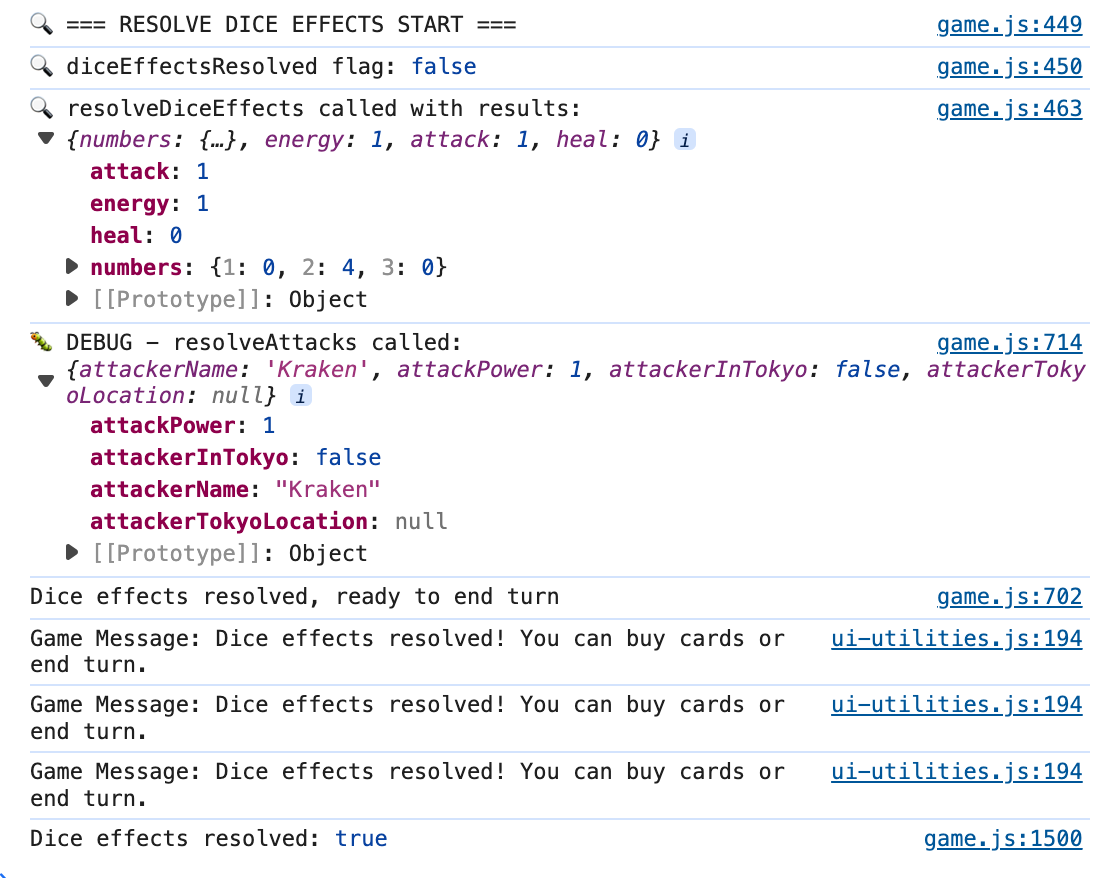 🔍 === RESOLVE DICE EFFECTS START === game.js:449
🔍 diceEffectsResolved flag: false game.js:450
🔍 resolveDiceEffects called with results: game.js:463
▼ {numbers: {…}, energy: 1, attack: 1, heal: 0} i
attack: 1
energy: 1
heal: 0
▶ numbers: {1: 0, 2: 4, 3: 0}
▶ [[Prototype]]: Object
🐛 DEBUG – resolveAttacks called: game.js:714
▼ {attackerName: 'Kraken', attackPower: 1, attackerInTokyo: false, attackerToky
oLocation: null} i
attackPower: 1
attackerInTokyo: false
attackerName: "Kraken"
attackerTokyoLocation: null
▶ [[Prototype]]: Object
Dice effects resolved, ready to end turn game.js:702
Game Message: Dice effects resolved! You can buy cards or ui-utilities.js:194
end turn.
Game Message: Dice effects resolved! You can buy cards or ui-utilities.js:194
end turn.
Game Message: Dice effects resolved! You can buy cards or ui-utilities.js:194
end turn.
Dice effects resolved: true game.js:1500